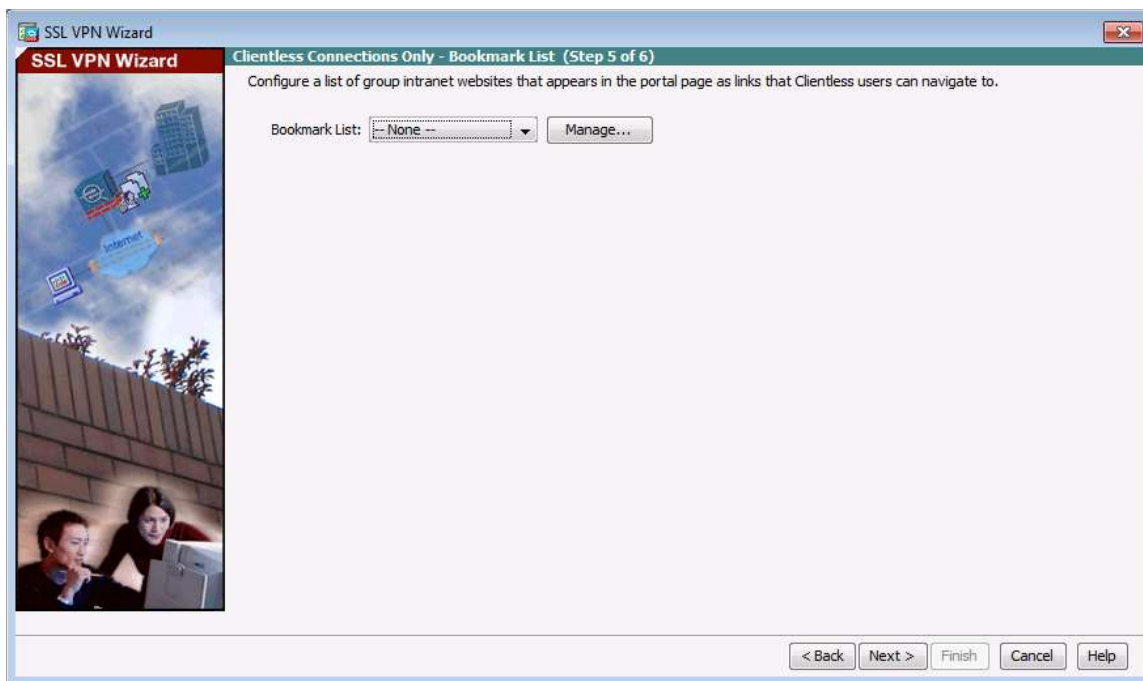 SSL VPN Wizard
SSL VPN Wizard
Clientless Connections Only - Bookmark List (Step 5 of 6)
Configure a list of group intranet websites that appears in the portal page as links that Clientless users can navigate to.
Bookmark List: -- None -- Manage...
Internet
< Back Next > Finish Cancel Help